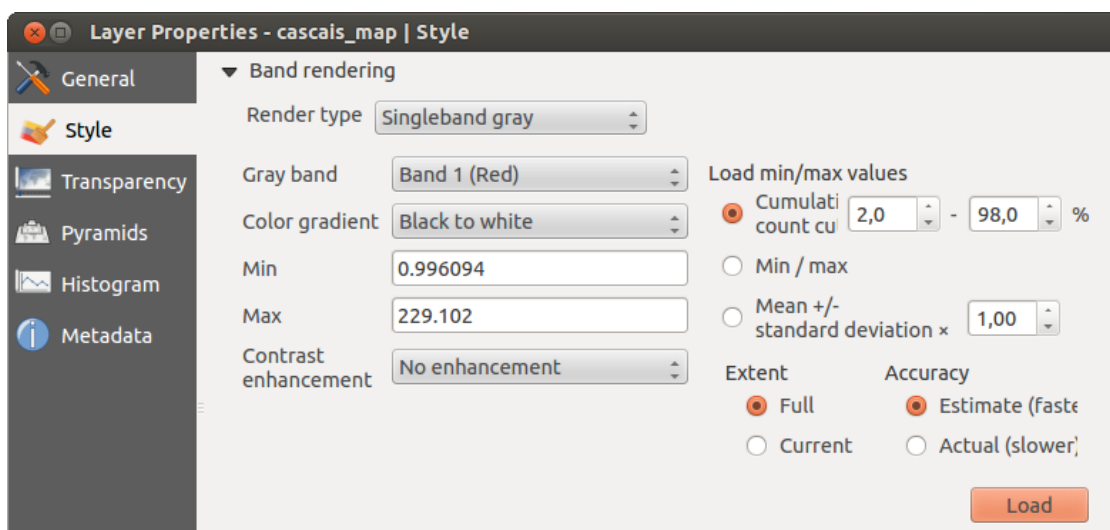 Layer Properties - cascais_map | Style
General
Style
Transparency
Pyramids
Histogram
Metadata
Band rendering
Render type Singleband gray
Gray band Band 1 (Red)
Color gradient Black to white
Min 0.996094
Max 229.102
Contrast
enhancement No enhancement
Load min/max values
Cumulati
count cu 2,0 - 98,0 %
Min / max
Mean +/-
standard deviation × 1,00
Extent Accuracy
Full Estimate (faste
Current Actual (slower)
Load